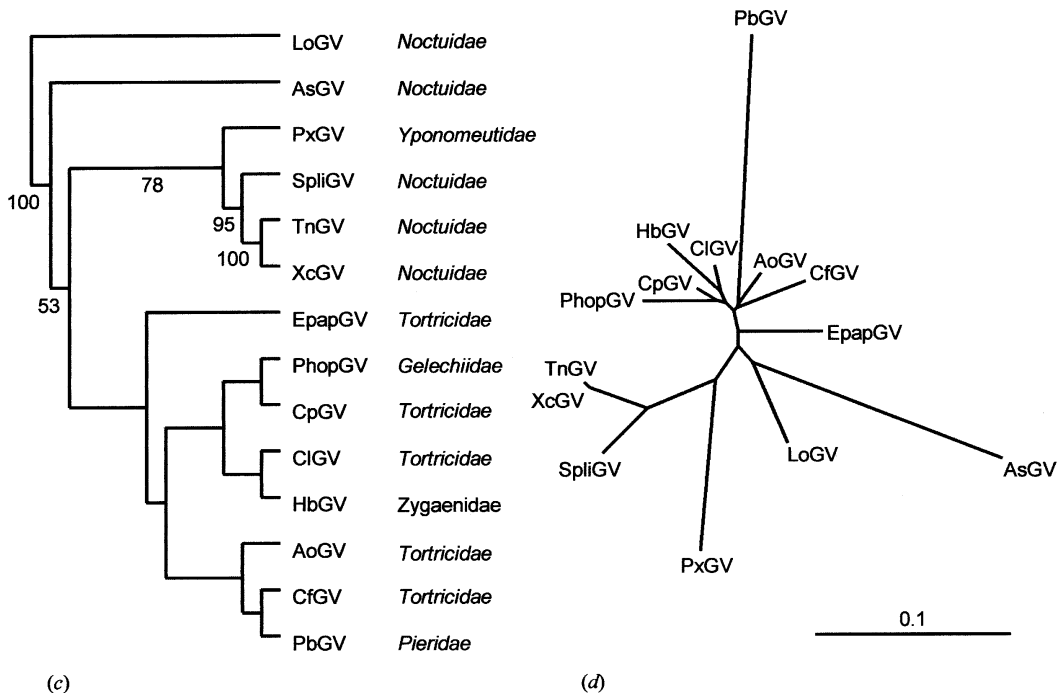 LoGV Noctuidae
AsGV Noctuidae
PxGV Yponomeutidae
78
SpliGV Noctuidae
100
95
TnGV Noctuidae
100
XcGV Noctuidae
53
EpapGV Tortricidae
PhopGV Gelechiidae
CpGV Tortricidae
ClGV Tortricidae
HbGV Zygaenidae
AoGV Tortricidae
CfGV Tortricidae
PbGV Pieridae
(c)
PbGV
HbGV
ClGV
AoGV
CfGV
CpGV
PhopGV
EpapGV
TnGV
XcGV
SpliGV
LoGV
AsGV
PxGV
0.1
(d)